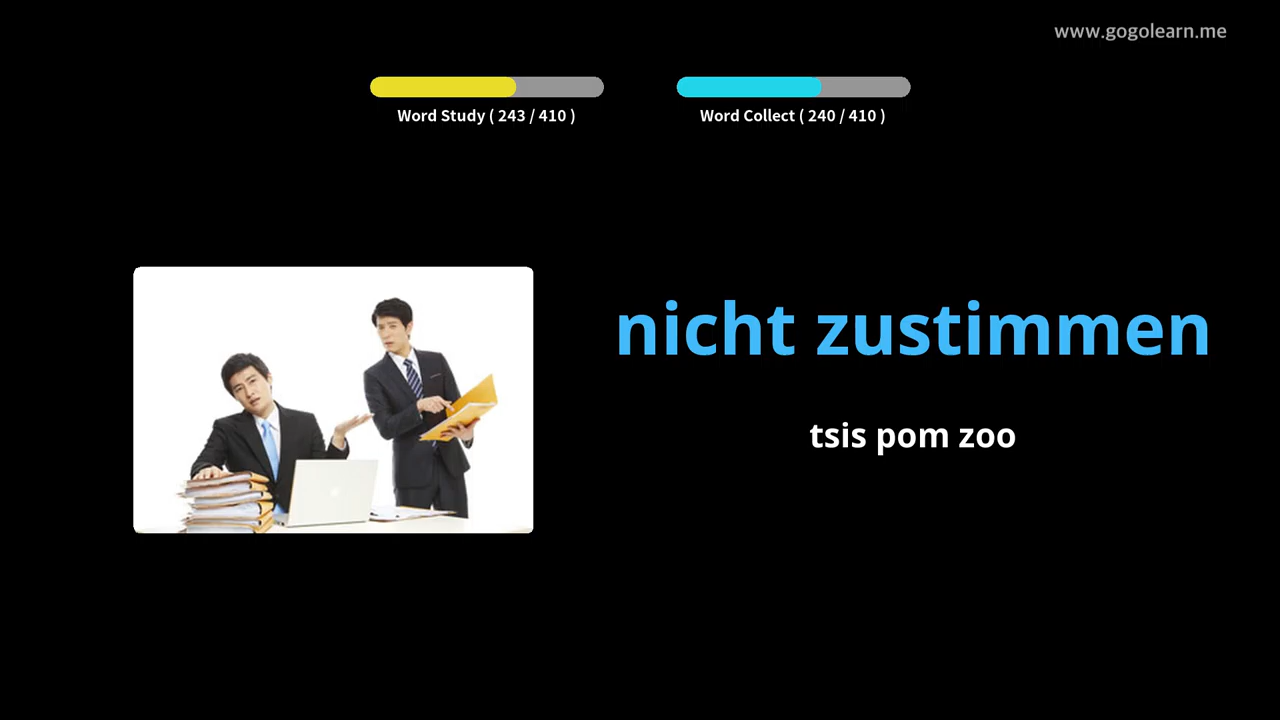 www.gogolearn.me
Word Study ( 243 / 410 )
Word Collect ( 240 / 410 )
nicht zustimmen
tsis pom zoo